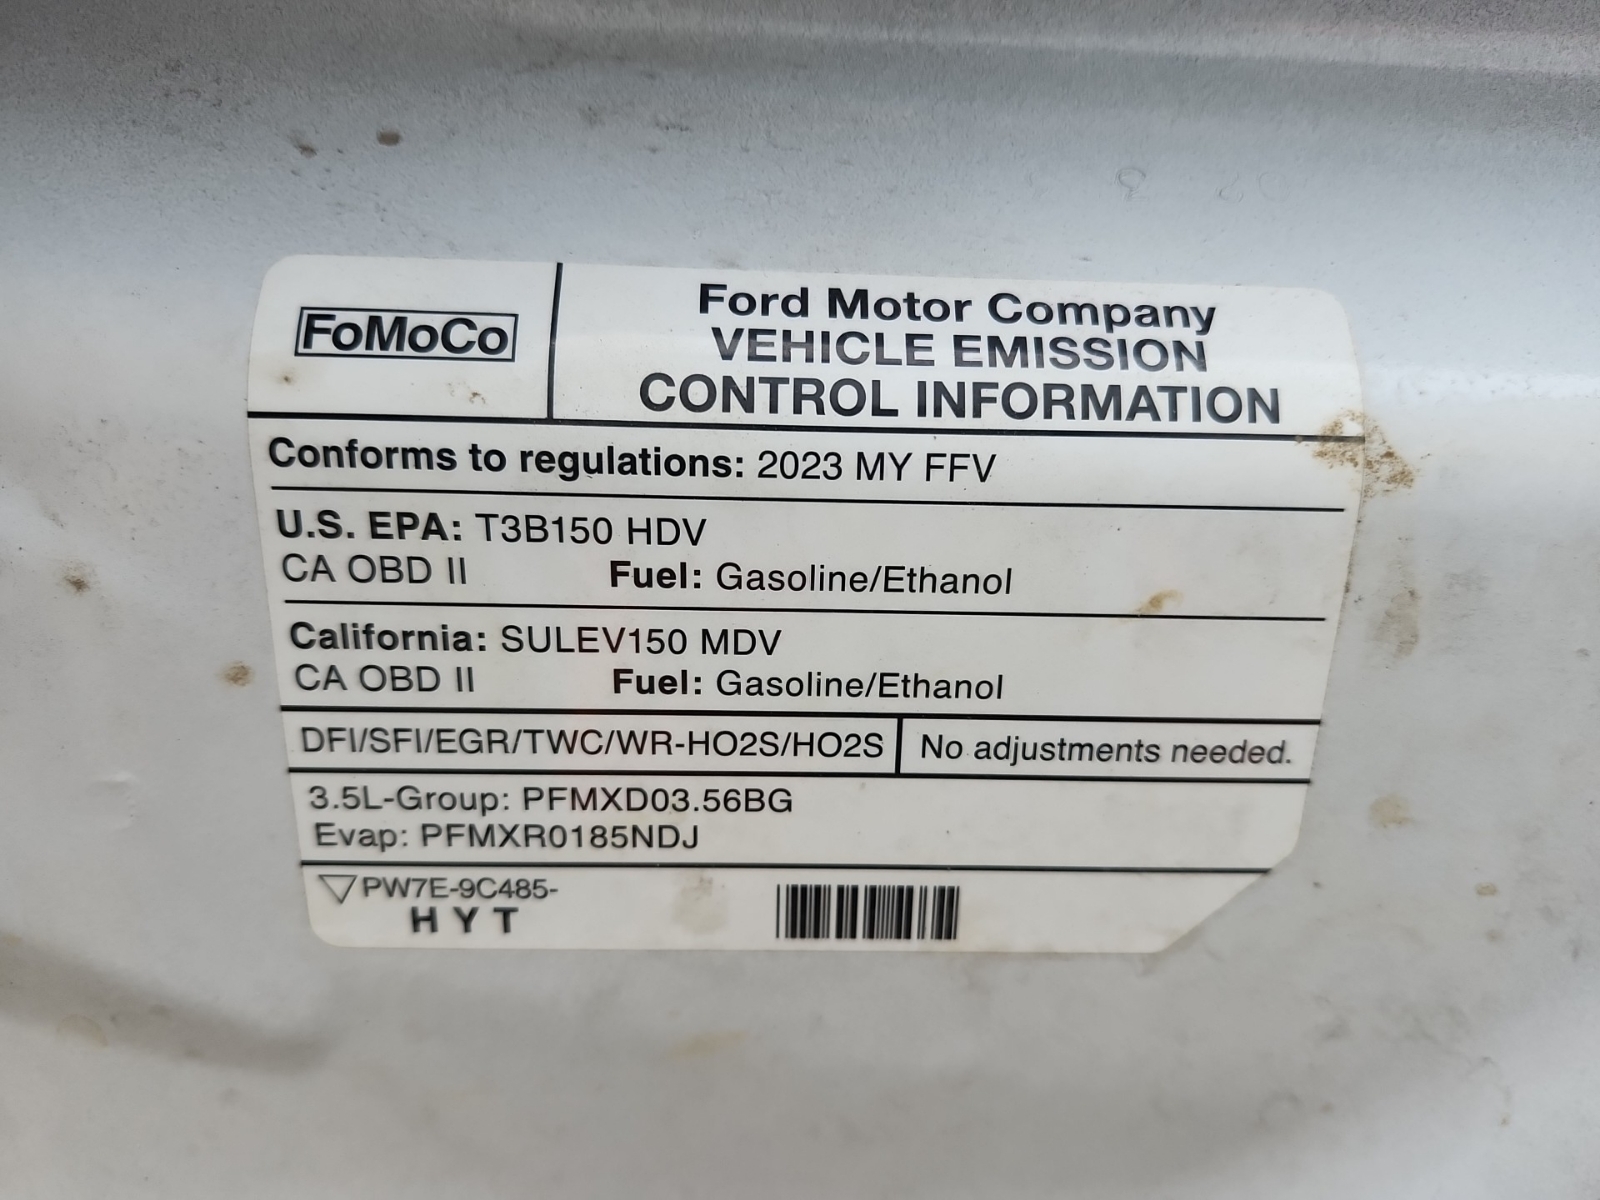 FoMoCo
Ford Motor Company
VEHICLE EMISSION
CONTROL INFORMATION
Conforms to regulations: 2023 MY FFV
U.S. EPA: T3B150 HDV
CA OBD II Fuel: Gasoline/Ethanol
California: SULEV150 MDV
CA OBD II Fuel: Gasoline/Ethanol
DFI/SFI/EGR/TWC/WR-HO2S/HO2S No adjustments needed.
3.5L-Group: PFMXD03.56BG
Evap: PFMXR0185NDJ
PW7E-9C485-
H Y T